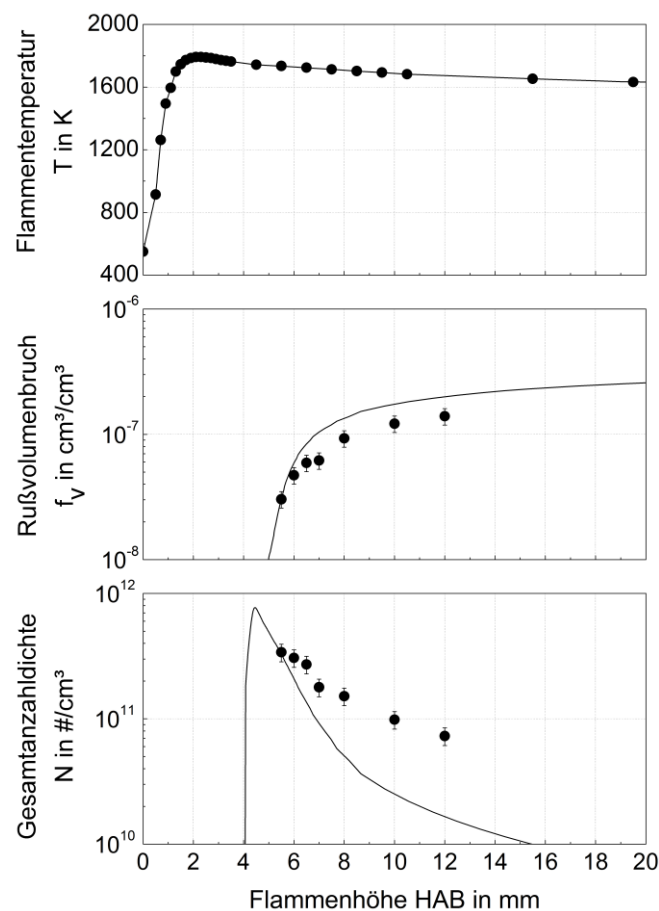 Flammentemperatur
T in K
2000
1600
1200
800
400
Rußvolumenbruch
f_v in cm³/cm³
10⁻⁶
10⁻⁷
10⁻⁸
Gesamtanzahldichte
N in #/cm³
10¹²
10¹¹
10¹⁰
0 2 4 6 8 10 12 14 16 18 20
Flammenhöhe HAB in mm